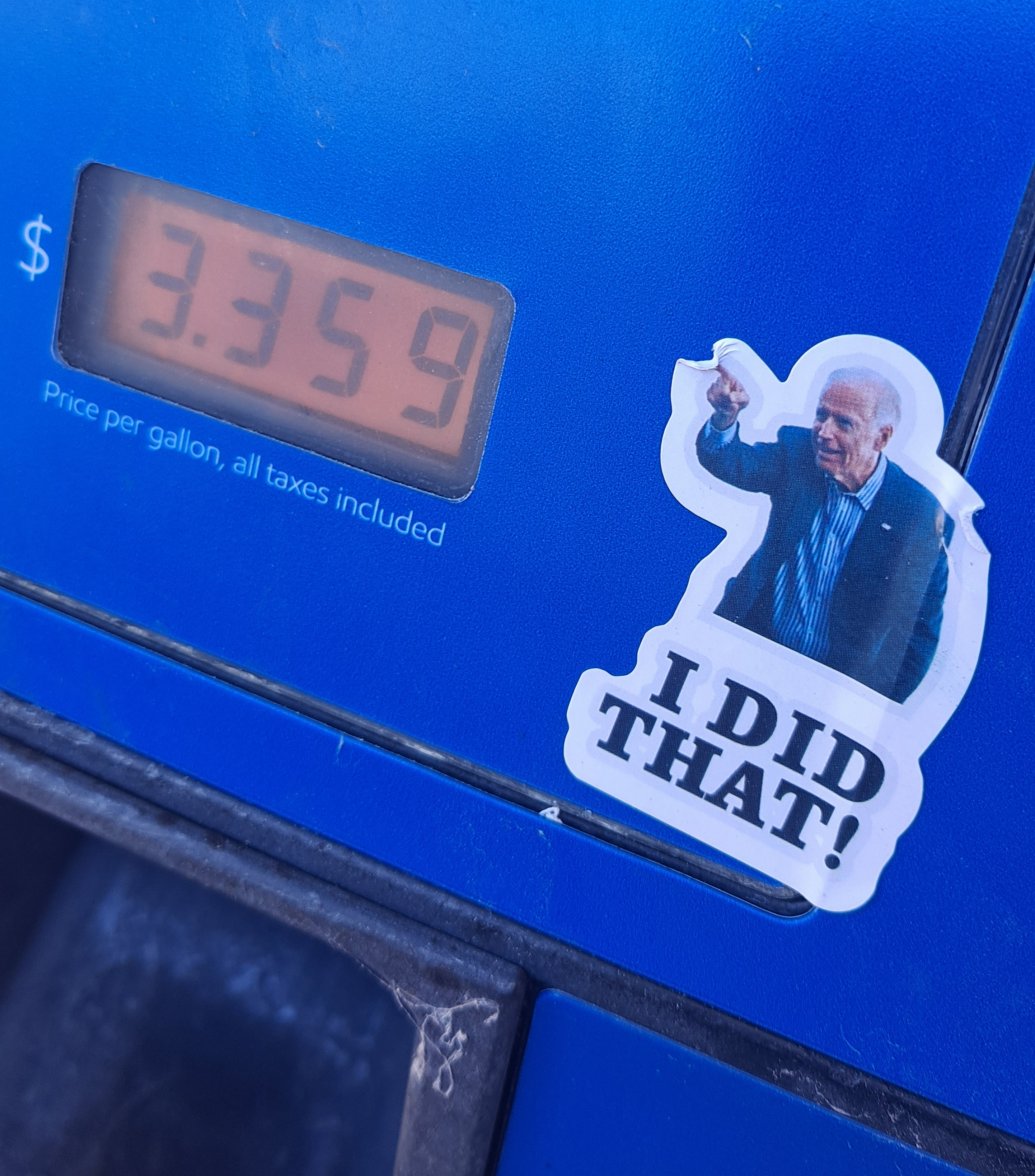 $ 3.359
Price per gallon, all taxes included
I DID
THAT!